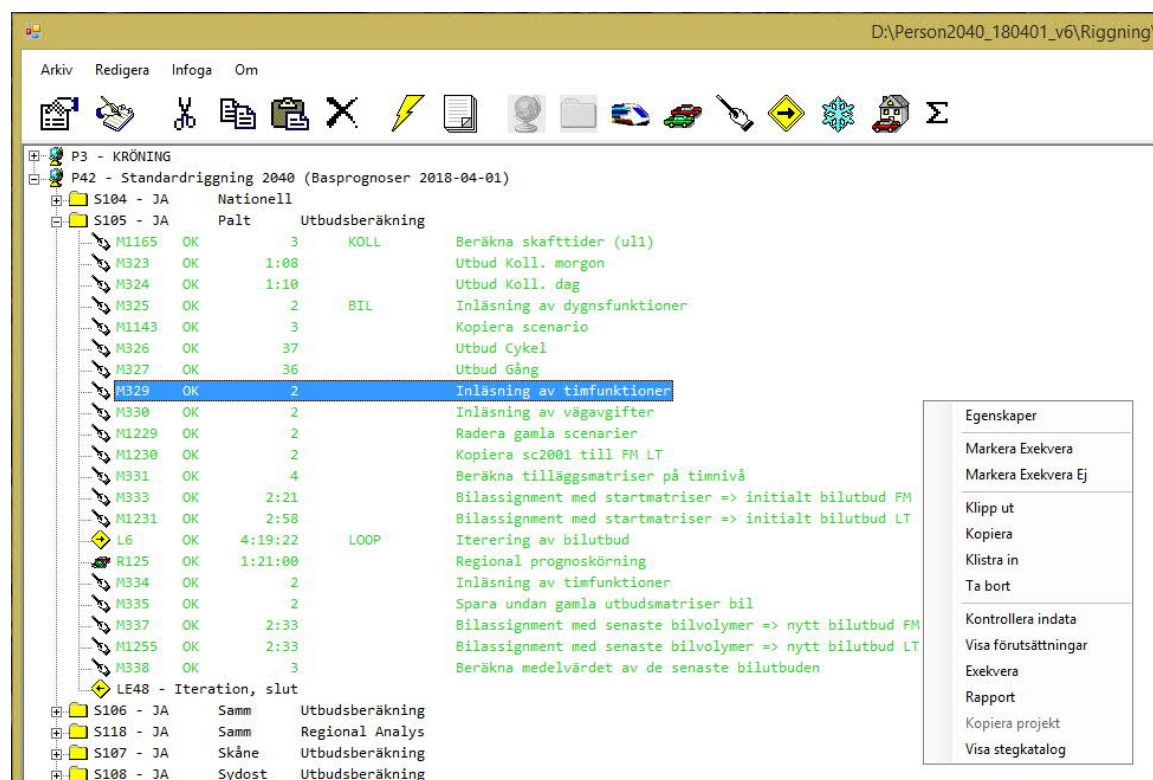 D:\Person2040_180401_v6\Riggning\
Arkiv Redigera Infoga Om
Σ
P3 - KRÖNING
P42 - Standardriggning 2040 (Basprognoser 2018-04-01)
S104 - JA Nationell
S105 - JA Palt Utbudsberäkning
M1165 OK 3 KOLL Beräkna skafttider (ul1)
M323 OK 1:08 Utbud Koll. morgon
M324 OK 1:10 Utbud Koll. dag
M325 OK 2 BIL Inläsning av dygnsfunktioner
M1143 OK 3 Kopiera scenario
M326 OK 37 Utbud Cykel
M327 OK 36 Utbud Gång
M329 OK 2 Inläsning av timfunktioner
M330 OK 2 Inläsning av vägavgifter
M1229 OK 2 Radera gamla scenarier
M1230 OK 2 Kopiera sc2001 till FM LT
M331 OK 4 Beräkna tilläggsmatriser på timnivå
M333 OK 2:21 Bilassignment med startmatriser => initialt bilutbud FM
M1231 OK 2:58 Bilassignment med startmatriser => initialt bilutbud LT
L6 OK 4:19:22 LOOP Iterering av bilutbud
R125 OK 1:21:00 Regional prognoskörning
M334 OK 2 Inläsning av timfunktioner
M335 OK 2 Spara undan gamla utbudsmatriser bil
M337 OK 2:33 Bilassignment med senaste bilvolymer => nytt bilutbud FM
M1255 OK 2:33 Bilassignment med senaste bilvolymer => nytt bilutbud LT
M338 OK 3 Beräkna medelvärdet av de senaste bilutbuden
LE48 - Iteration, slut
S106 - JA Samm Utbudsberäkning
S118 - JA Samm Regional Analys
S107 - JA Skåne Utbudsberäkning
S108 - JA Sydost Utbudsberäkning
Egenskaper
Markera Exekvera
Markera Exekvera Ej
Klipp ut
Kopiera
Klistra in
Ta bort
Kontrollera indata
Visa förutsättningar
Exekvera
Rapport
Kopiera projekt
Visa stegkatalog